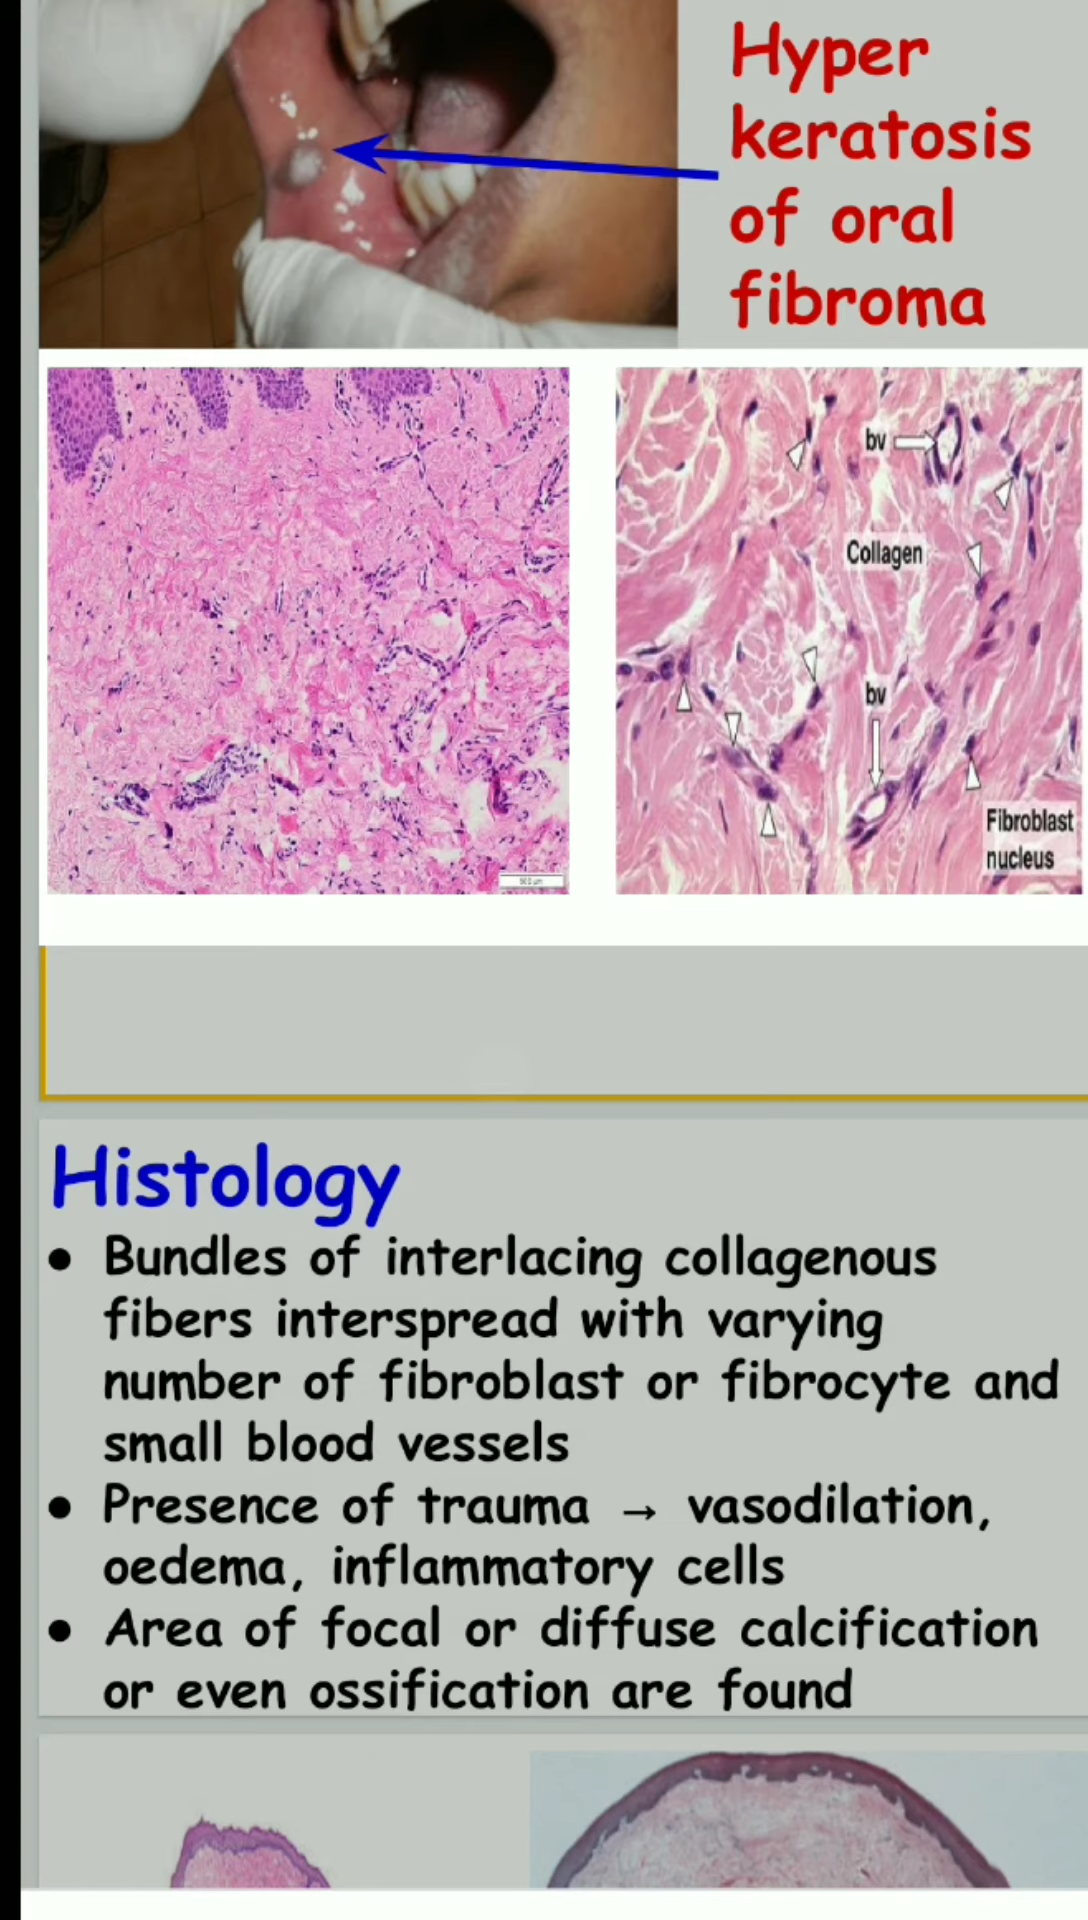 Hyper
keratosis
of oral
fibroma
bv
Collagen
bv
Fibroblast
nucleus
Histology
● Bundles of interlacing collagenous
fibers interspread with varying
number of fibroblast or fibrocyte and
small blood vessels
● Presence of trauma → vasodilation,
oedema, inflammatory cells
● Area of focal or diffuse calcification
or even ossification are found